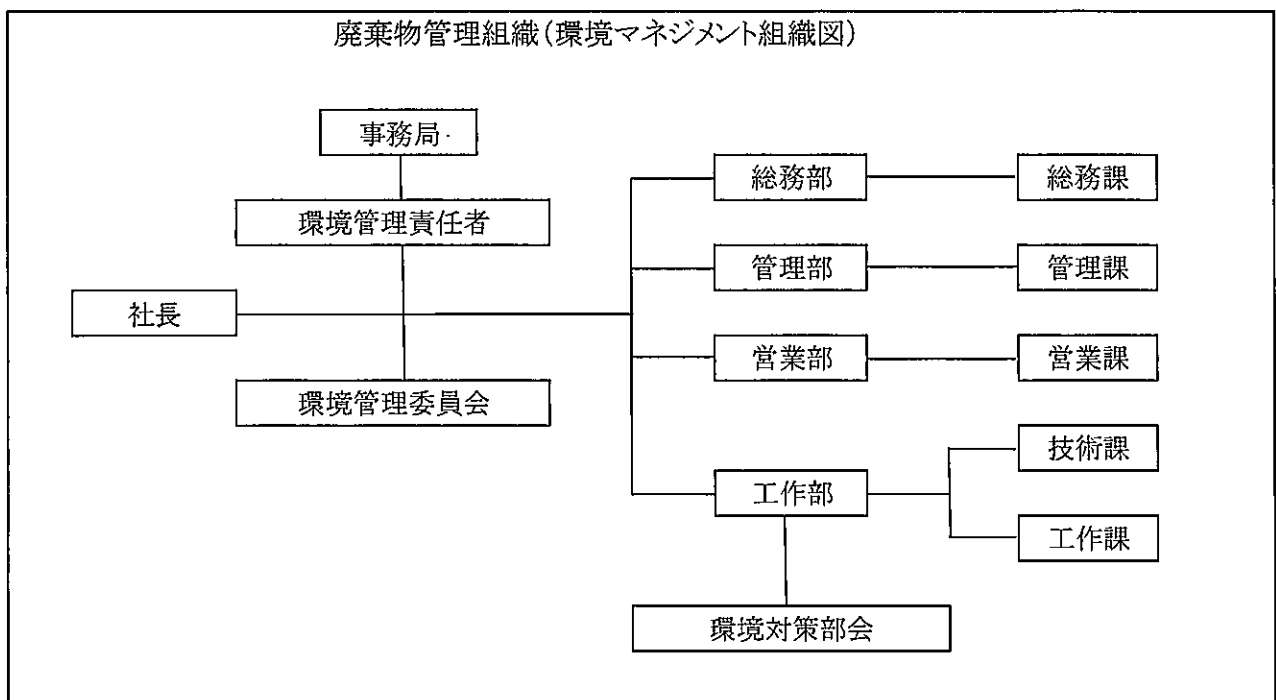 廃棄物管理組織(環境マネジメント組織図)
事務局
環境管理責任者
社長
環境管理委員会
総務部
総務課
管理部
管理課
営業部
営業課
工作部
技術課
工作課
環境対策部会